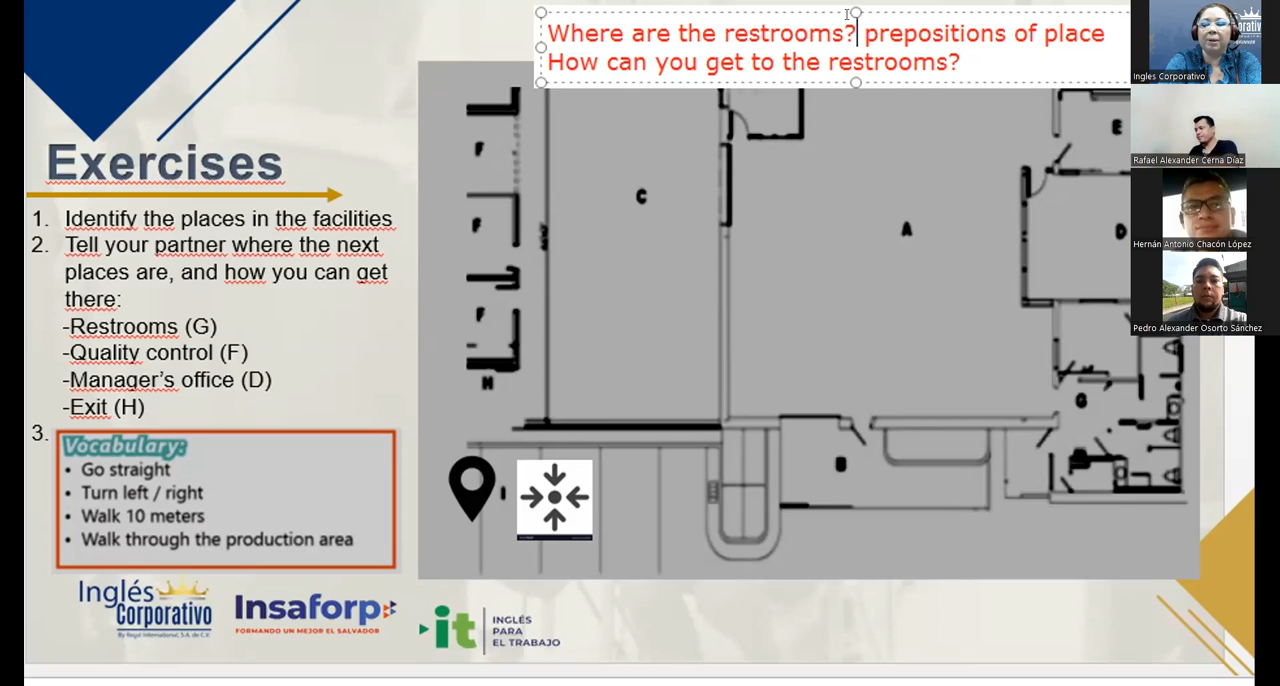 Where are the restrooms? prepositions of place
How can you get to the restrooms?
Exercises
1. Identify the places in the facilities
2. Tell your partner where the next
places are, and how you can get
there:
-Restrooms (G)
-Quality control (F)
-Manager's office (D)
-Exit (H)
3.
Vocabulary:
• Go straight
• Turn left / right
• Walk 10 meters
• Walk through the production area
F
F
F
H
C
A
E
D
G
I
Inglés
Corporativo
By Royal International, S.A. de C.V.
Insaforp
FORMANDO UN MEJOR EL SALVADOR
it
INGLÉS
PARA
EL TRABAJO
Ingles Corporativo
Rafael Alexander Cerna Díaz
Hernán Antonio Chacón López
Pedro Alexander Osorto Sánchez